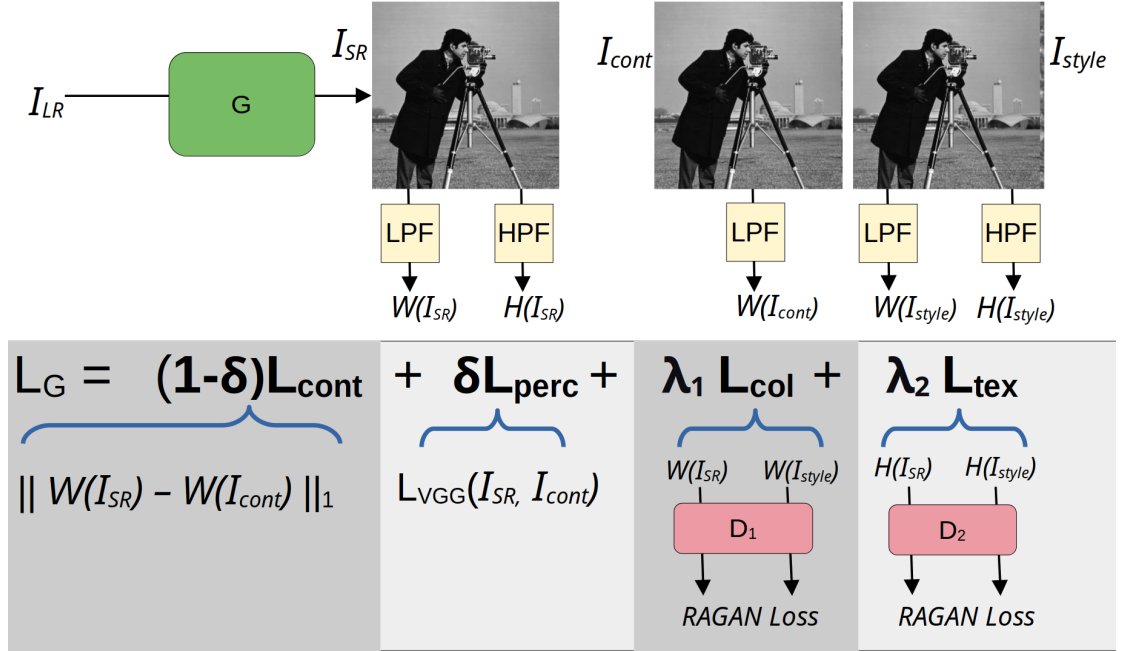 I_LR
G
I_SR
I_cont
I_style
LPF HPF LPF LPF HPF
W(I_SR) H(I_SR) W(I_cont) W(I_style) H(I_style)
L_G = (1-δ)L_cont + δL_perc + λ₁ L_col + λ₂ L_tex
|| W(I_SR) – W(I_cont) ||₁
L_VGG(I_SR, I_cont)
W(I_SR) W(I_style)
D₁
RAGAN Loss
H(I_SR) H(I_style)
D₂
RAGAN Loss